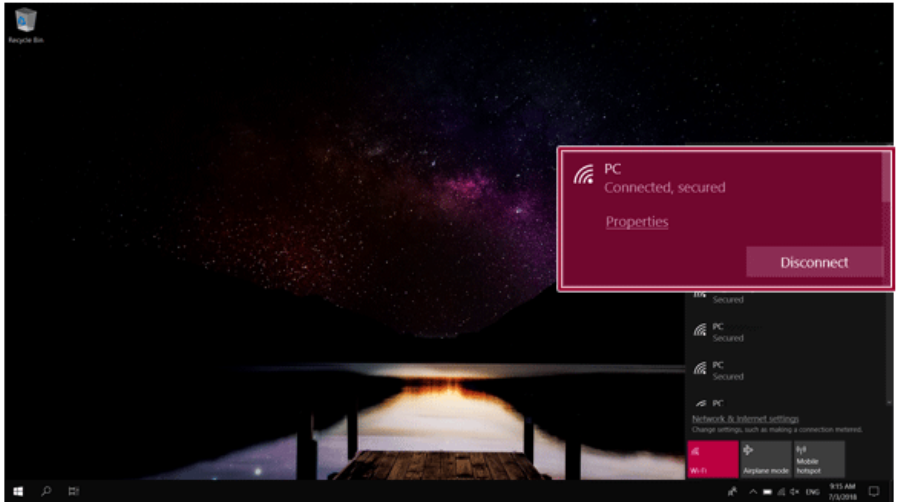 Recycle Bin
PC
Connected, secured
Properties
Disconnect
Secured
PC
Secured
PC
Secured
PC
Network & Internet settings
Change settings, such as making a connection metered.
Wi-Fi
Airplane mode
Mobile
hotspot
ENG
9:15 AM
7/3/2018